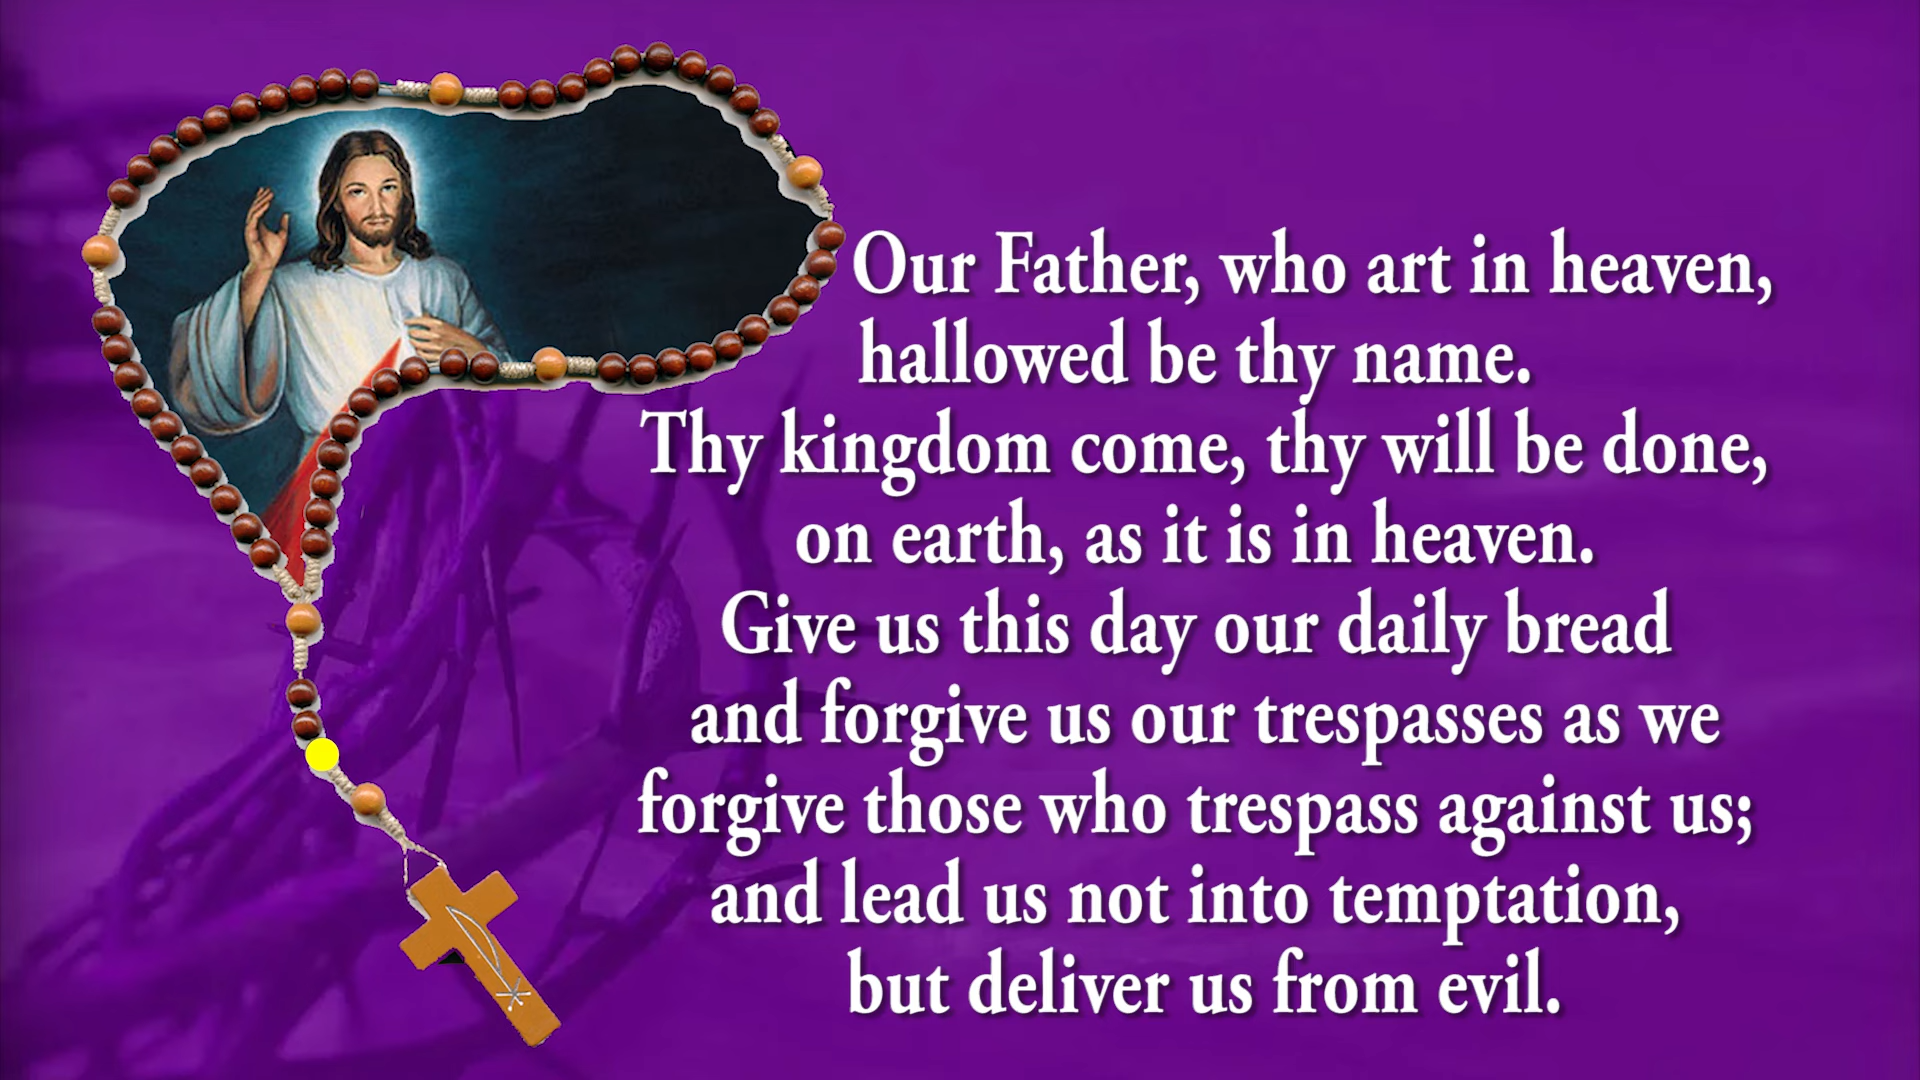 Our Father, who art in heaven,
hallowed be thy name.
Thy kingdom come, thy will be done,
on earth, as it is in heaven.
Give us this day our daily bread
and forgive us our trespasses as we
forgive those who trespass against us;
and lead us not into temptation,
but deliver us from evil.